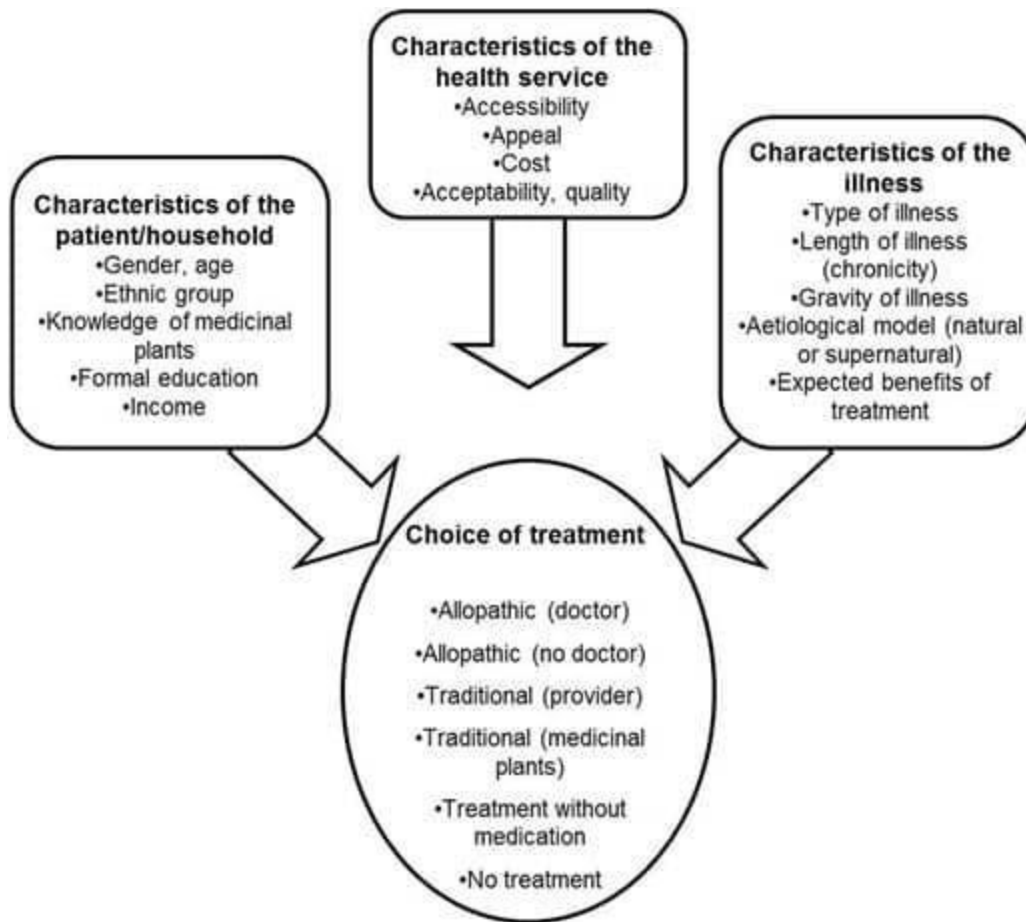 Characteristics of the
health service
•Accessibility
•Appeal
•Cost
•Acceptability, quality
Characteristics of the
patient/household
•Gender, age
•Ethnic group
•Knowledge of medicinal
plants
•Formal education
•Income
Characteristics of the
illness
•Type of illness
•Length of illness
(chronicity)
•Gravity of illness
•Aetiological model (natural
or supernatural)
•Expected benefits of
treatment
Choice of treatment
•Allopathic (doctor)
•Allopathic (no doctor)
•Traditional (provider)
•Traditional (medicinal
plants)
•Treatment without
medication
•No treatment